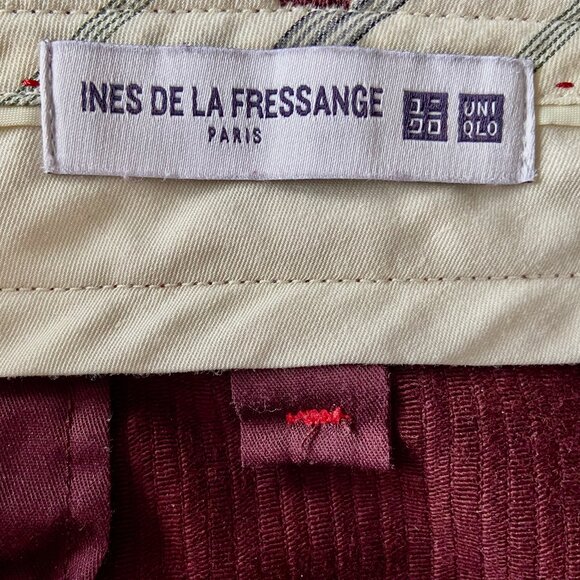 INES DE LA FRESSANGE
PARIS
ユニ
クロ
UNI
QLO